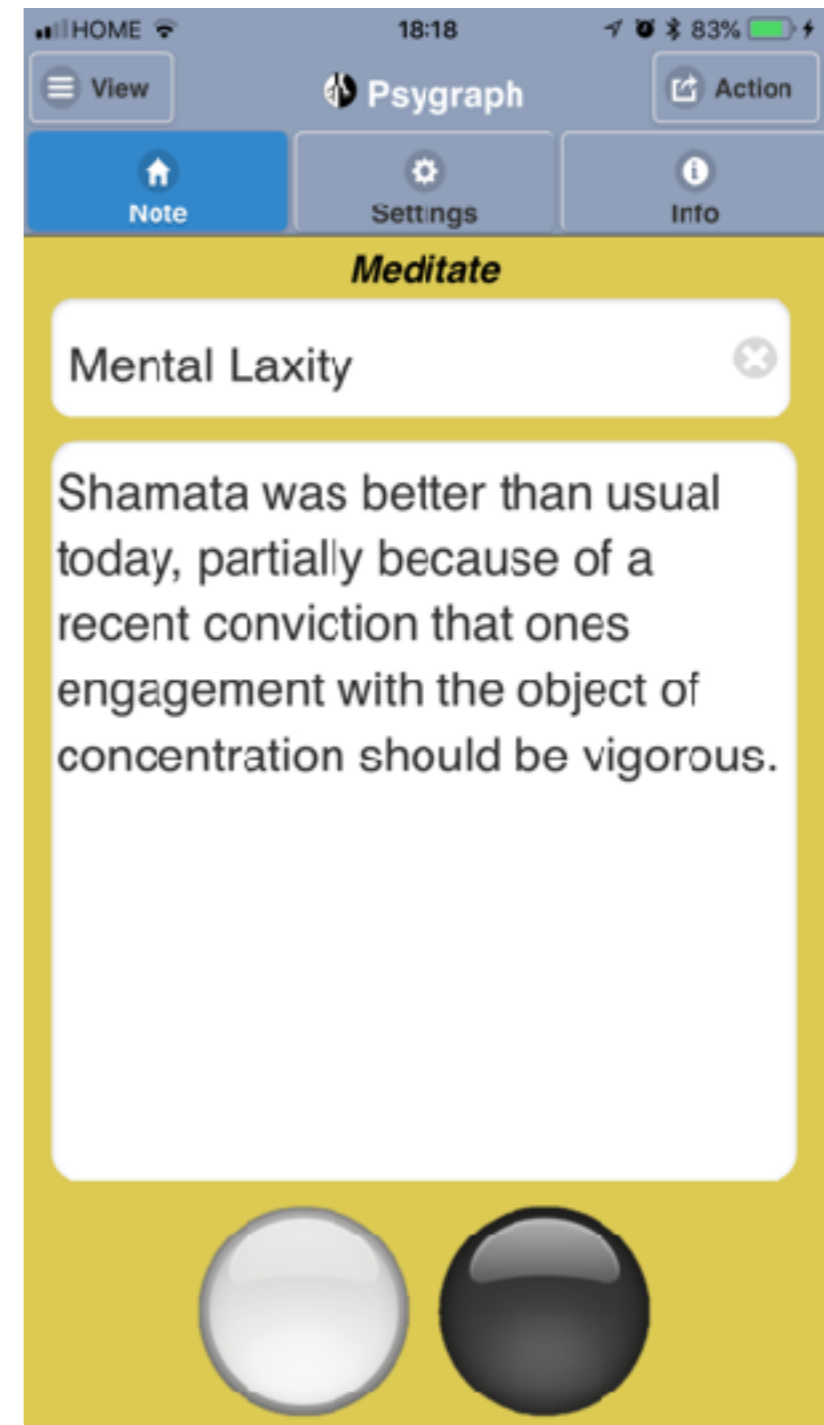 HOME 18:18 83%
View Psygraph Action
Note Settings Info
Meditate
Mental Laxity
Shamata was better than usual
today, partially because of a
recent conviction that ones
engagement with the object of
concentration should be vigorous.